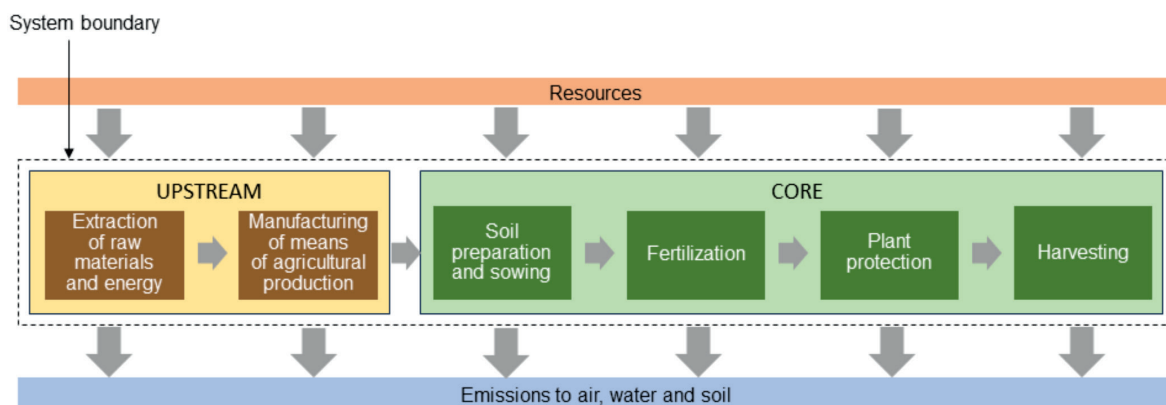 System boundary
Resources
UPSTREAM
Extraction
of raw
materials
and energy
Manufacturing
of means
of agricultural
production
CORE
Soil
preparation
and sowing
Fertilization
Plant
protection
Harvesting
Emissions to air, water and soil